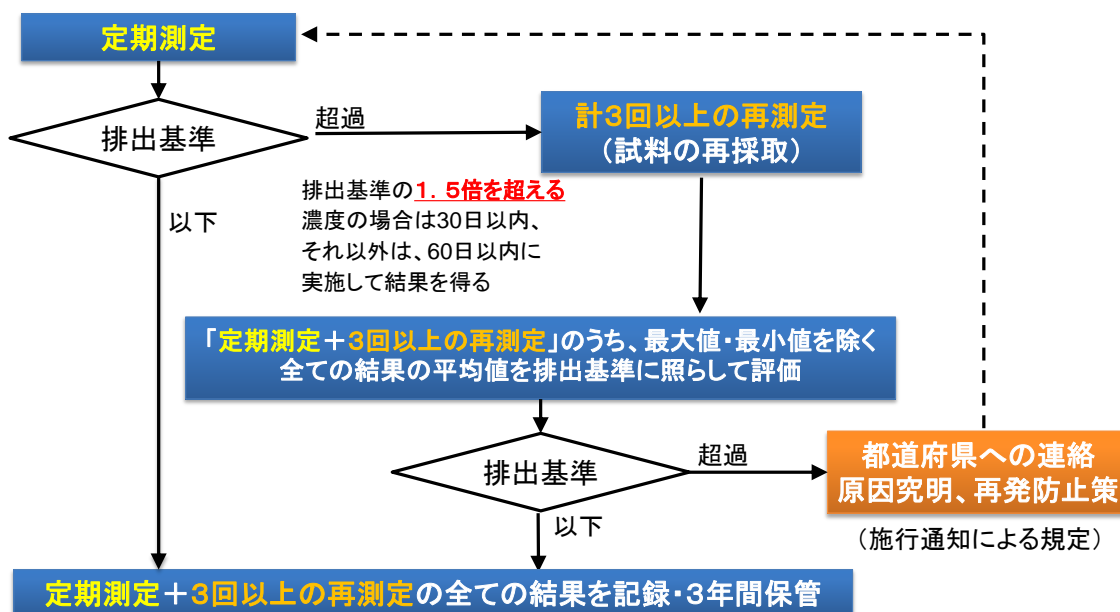 定期測定
排出基準
超過
計3回以上の再測定
(試料の再採取)
排出基準の1.5倍を超える
濃度の場合は30日以内、
それ以外は、60日以内に
実施して結果を得る
以下
「定期測定+3回以上の再測定」のうち、最大値・最小値を除く
全ての結果の平均値を排出基準に照らして評価
排出基準
超過
都道府県への連絡
原因究明、再発防止策
(施行通知による規定)
以下
定期測定+3回以上の再測定の全ての結果を記録・3年間保管